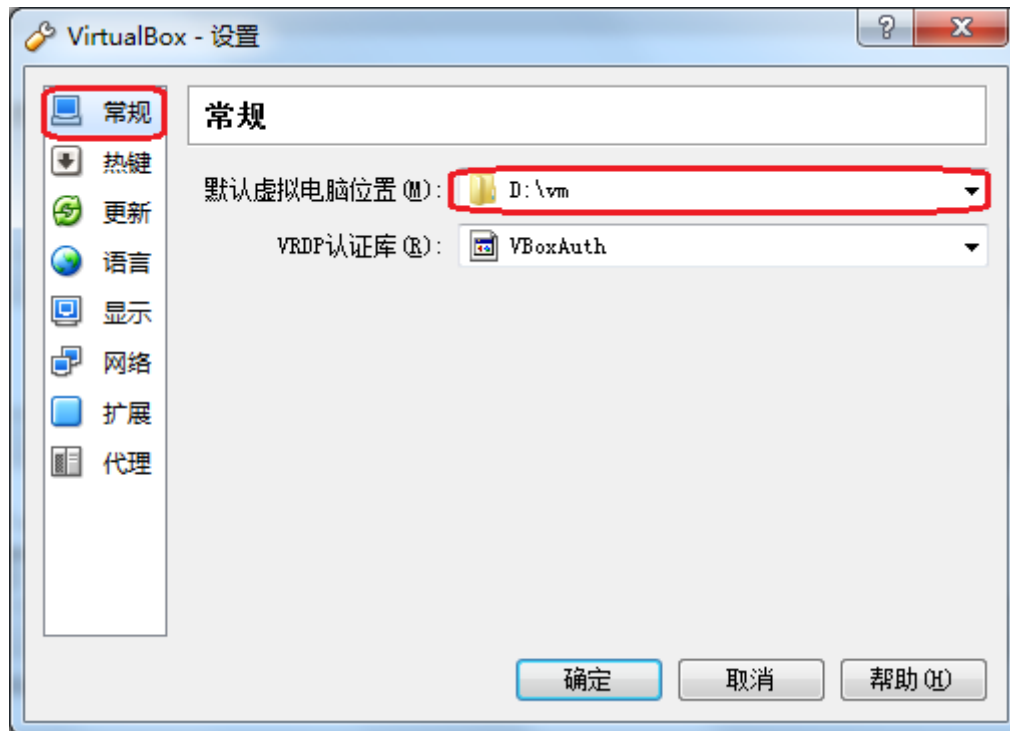 VirtualBox - 设置
常规
热键
更新
语言
显示
网络
扩展
代理
常规
默认虚拟电脑位置(M): D:\vm
VRDP认证库(R): VBoxAuth
确定 取消 帮助(H)